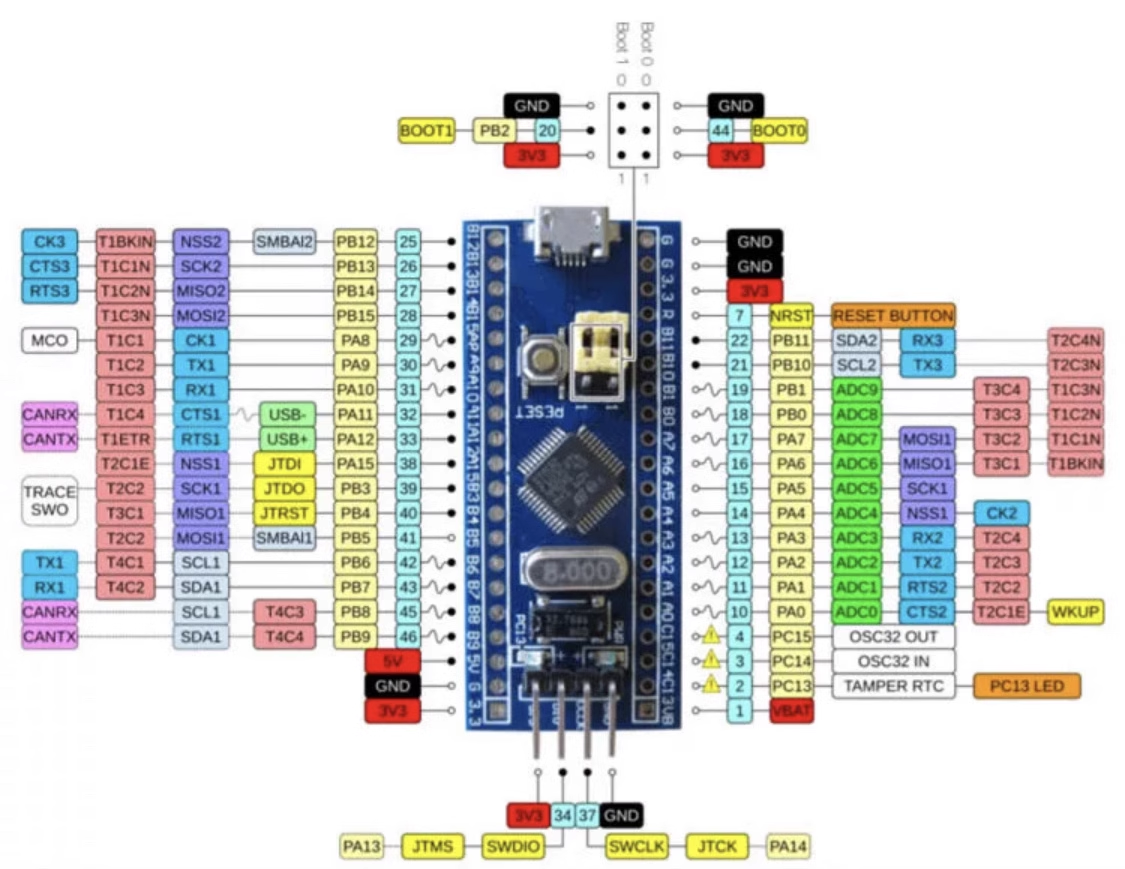 Boot 1 0
Boot 0 0
GND GND
BOOT1 PB2 20 44 BOOT0
3V3 3V3
1 1
CK3 T1BKIN NSS2 SMBAI2 PB12 25
CTS3 T1C1N SCK2 PB13 26
RTS3 T1C2N MISO2 PB14 27
T1C3N MOSI2 PB15 28
MCO T1C1 CK1 PA8 29
T1C2 TX1 PA9 30
T1C3 RX1 PA10 31
CANRX T1C4 CTS1 USB- PA11 32
CANTX T1ETR RTS1 USB+ PA12 33
T2C1E NSS1 JTDI PA15 38
TRACE SWO T2C2 SCK1 JTDO PB3 39
T3C1 MISO1 JTRST PB4 40
T2C2 MOSI1 SMBAI1 PB5 41
TX1 T4C1 SCL1 PB6 42
RX1 T4C2 SDA1 PB7 43
CANRX SCL1 T4C3 PB8 45
CANTX SDA1 T4C4 PB9 46
5V
GND
3V3
B12 B13 B14 B15 A8 A9 A10 A11 A12 A15 B3 B4 B5 B6 B7 B8 B9 5V G 3.3
RESET
1 1
8.000
PC13 PWR
G G 3.3 R B11 B10 B1 B0 A7 A6 A5 A4 A3 A2 A1 A0 C15 C14 C13 VB
GND
GND
3V3
7 NRST RESET BUTTON
22 PB11 SDA2 RX3 T2C4N
21 PB10 SCL2 TX3 T2C3N
19 PB1 ADC9 T3C4 T1C3N
18 PB0 ADC8 T3C3 T1C2N
17 PA7 ADC7 MOSI1 T3C2 T1C1N
16 PA6 ADC6 MISO1 T3C1 T1BKIN
15 PA5 ADC5 SCK1
14 PA4 ADC4 NSS1 CK2
13 PA3 ADC3 RX2 T2C4
12 PA2 ADC2 TX2 T2C3
11 PA1 ADC1 RTS2 T2C2
10 PA0 ADC0 CTS2 T2C1E WKUP
4 PC15 OSC32 OUT
3 PC14 OSC32 IN
2 PC13 TAMPER RTC PC13 LED
1 VBAT
3V3 34 37 GND
PA13 JTMS SWDIO SWCLK JTCK PA14